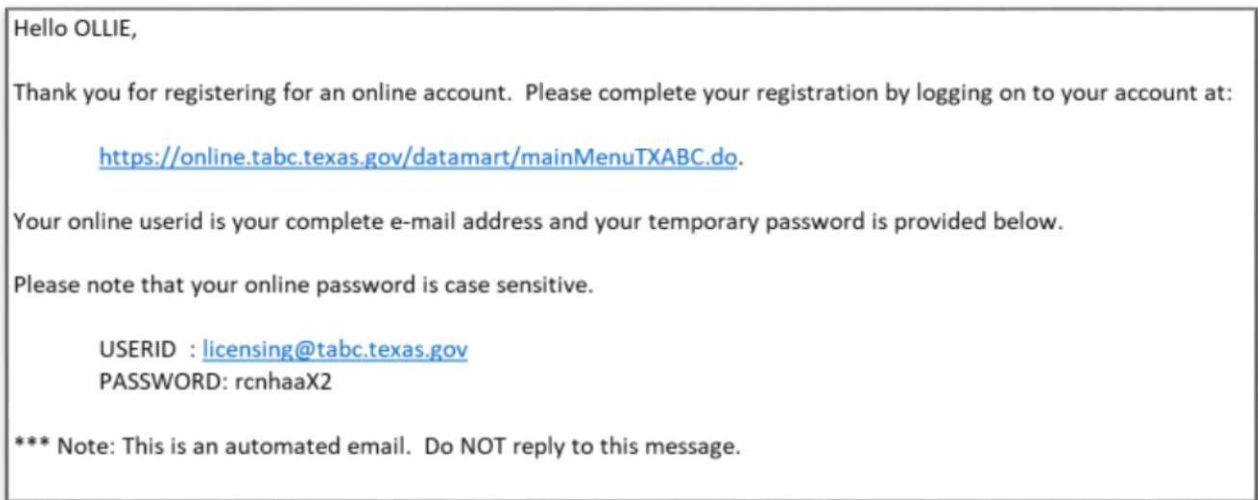 Hello OLLIE,
Thank you for registering for an online account.  Please complete your registration by logging on to your account at:
https://online.tabc.texas.gov/datamart/mainMenuTXABC.do.
Your online userid is your complete e-mail address and your temporary password is provided below.
Please note that your online password is case sensitive.
USERID  : licensing@tabc.texas.gov
PASSWORD: rcnhaaX2
*** Note: This is an automated email.  Do NOT reply to this message.